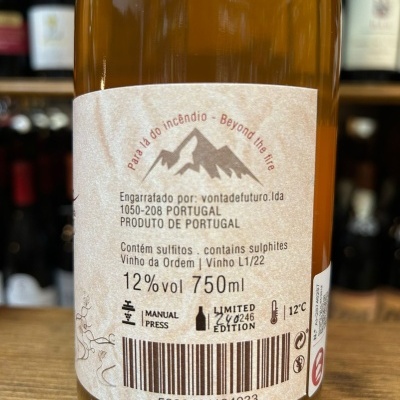 Para lá do incêndio - Beyond the fire
Engarrafado por: vontadefuturo.lda
1050-208 PORTUGAL
PRODUTO DE PORTUGAL
Contém sulfitos . contains sulphites
Vinho da Ordem | Vinho L1/22
12%vol 750ml
MANUAL
PRESS
LIMITED
246
EDITION
12°C